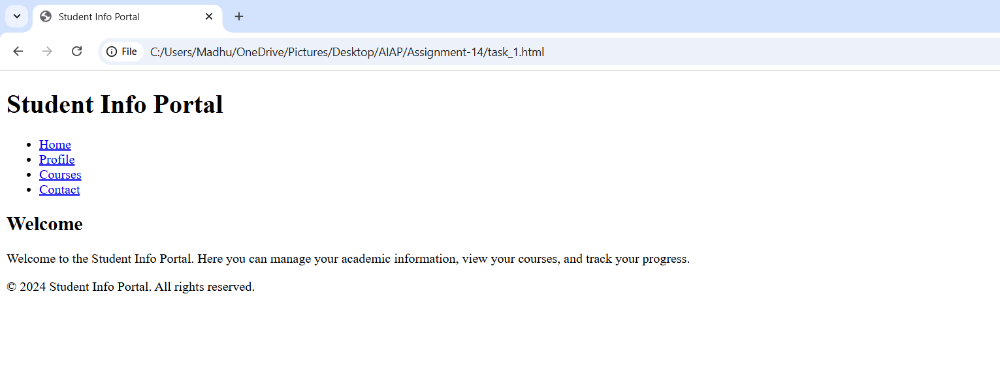 Student Info Portal
File
C:/Users/Madhu/OneDrive/Pictures/Desktop/AIAP/Assignment-14/task_1.html
Student Info Portal
Home
Profile
Courses
Contact
Welcome
Welcome to the Student Info Portal. Here you can manage your academic information, view your courses, and track your progress.
© 2024 Student Info Portal. All rights reserved.